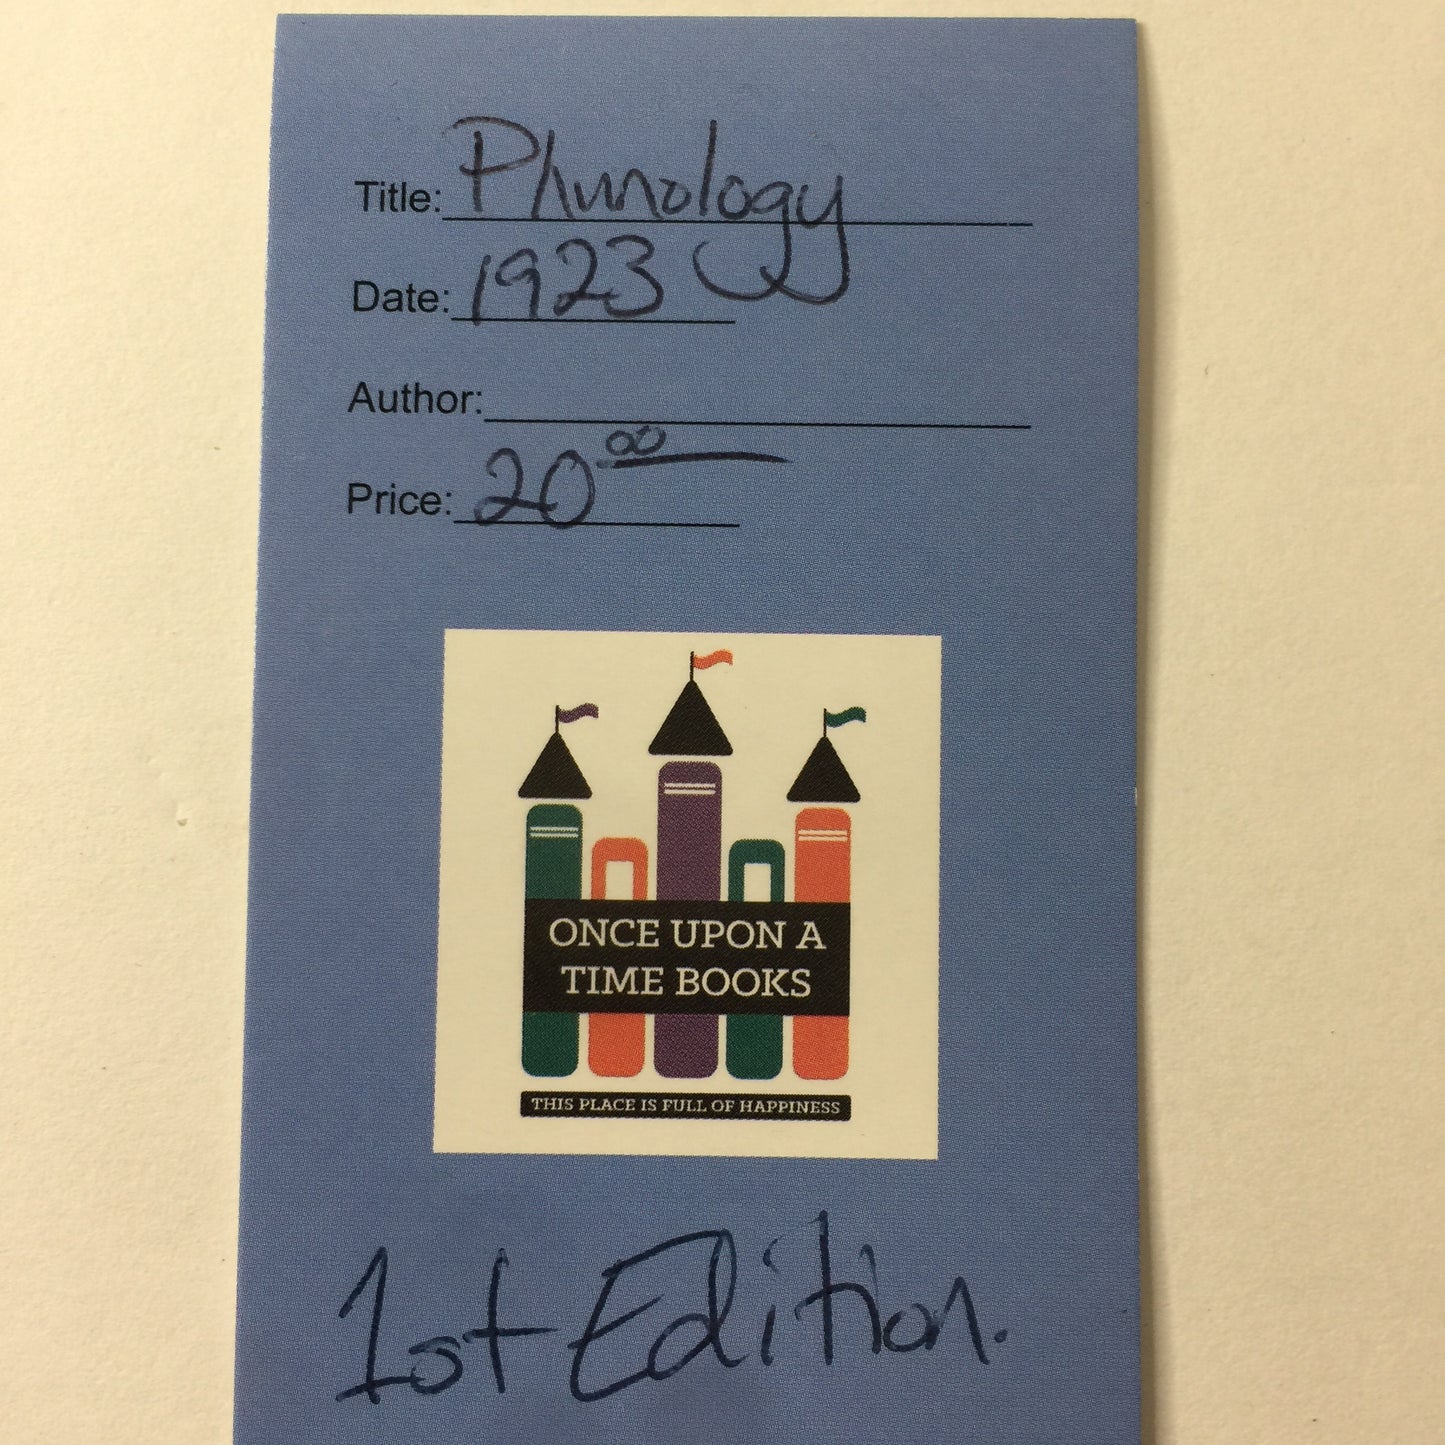 Title: Phunology
Date: 1923
Author:
Price: 20 00
ONCE UPON A
TIME BOOKS
THIS PLACE IS FULL OF HAPPINESS
1st Edition.